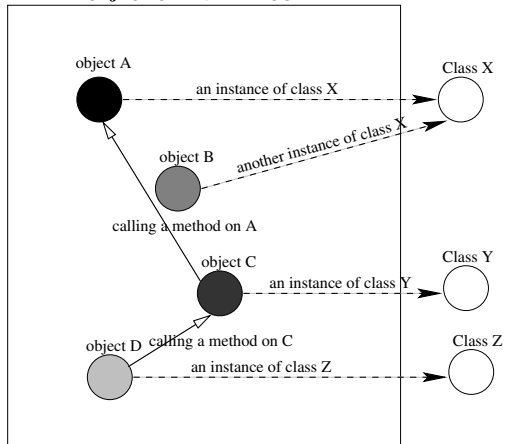 object A
Class X
an instance of class X
object B
another instance of class X
calling a method on A
object C
Class Y
an instance of class Y
object D
calling a method on C
Class Z
an instance of class Z